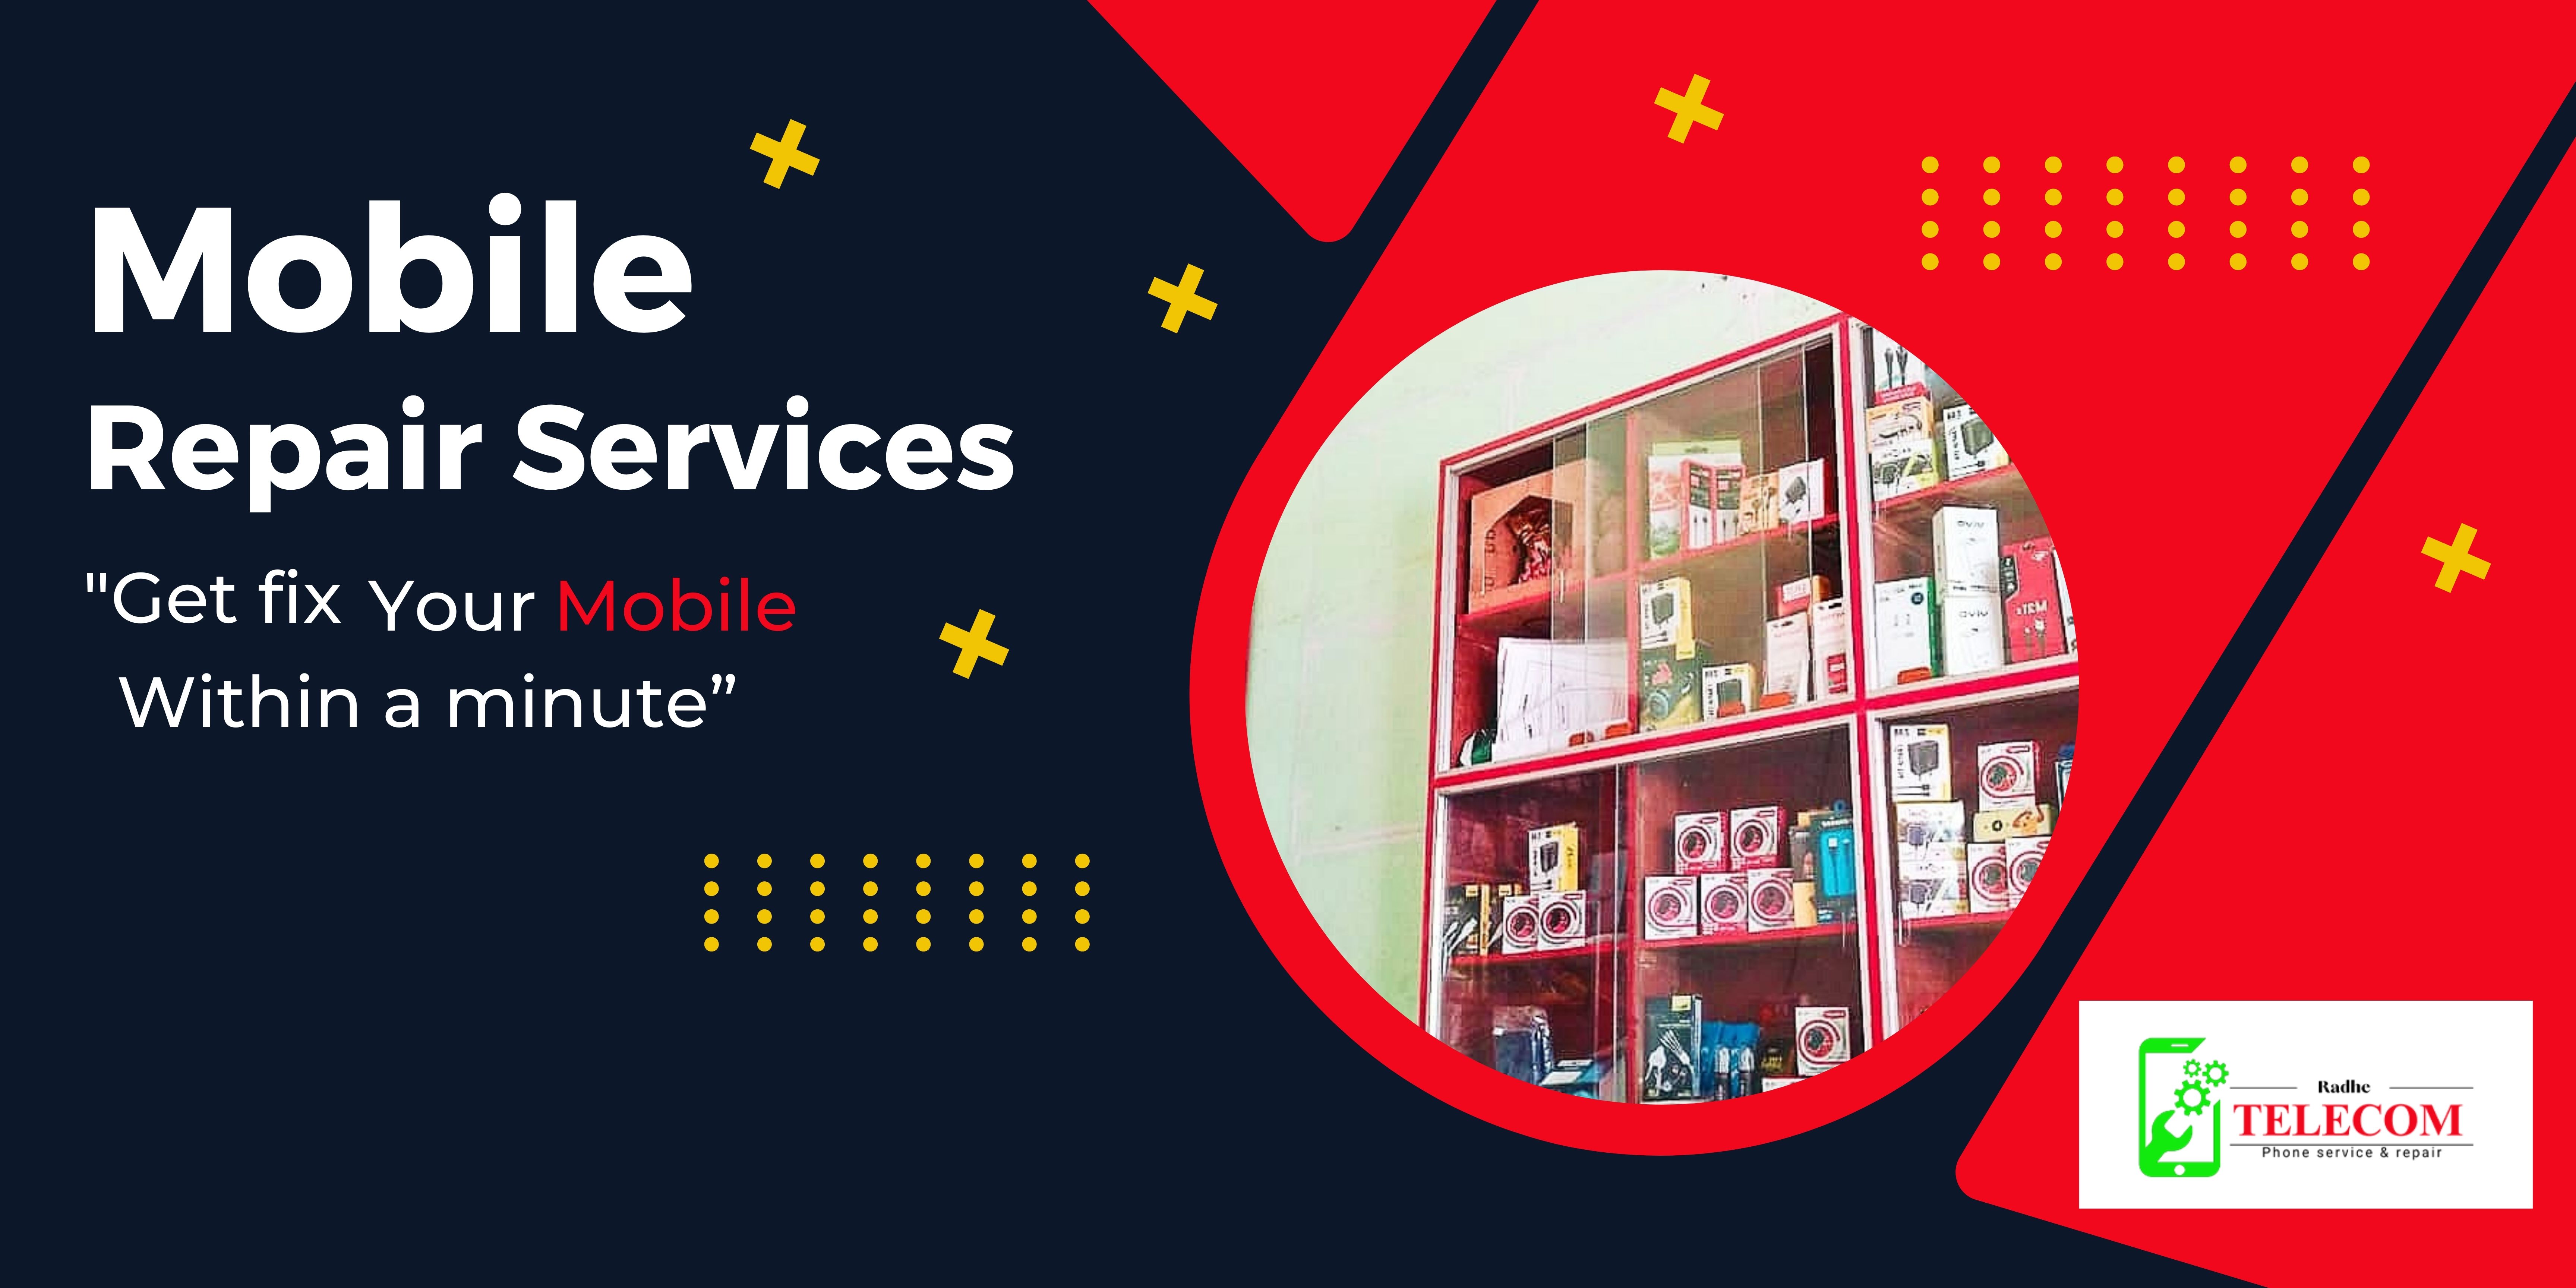 Mobile
Repair Services
"Get fix Your Mobile
Within a minute”
Radhe
TELECOM
Phone service & repair